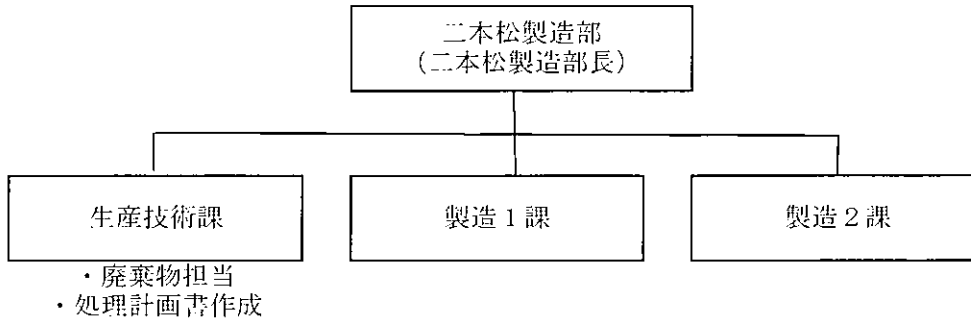 二本松製造部
(二本松製造部長)
生産技術課
製造1課
製造2課
・廃棄物担当
・処理計画書作成